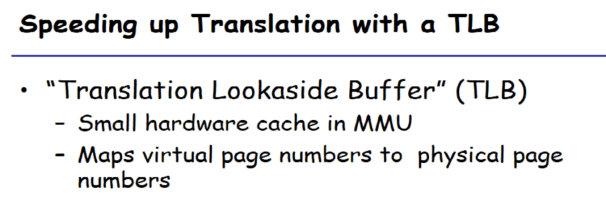 Speeding up Translation with a TLB
• “Translation Lookaside Buffer” (TLB)
– Small hardware cache in MMU
– Maps virtual page numbers to physical page
numbers